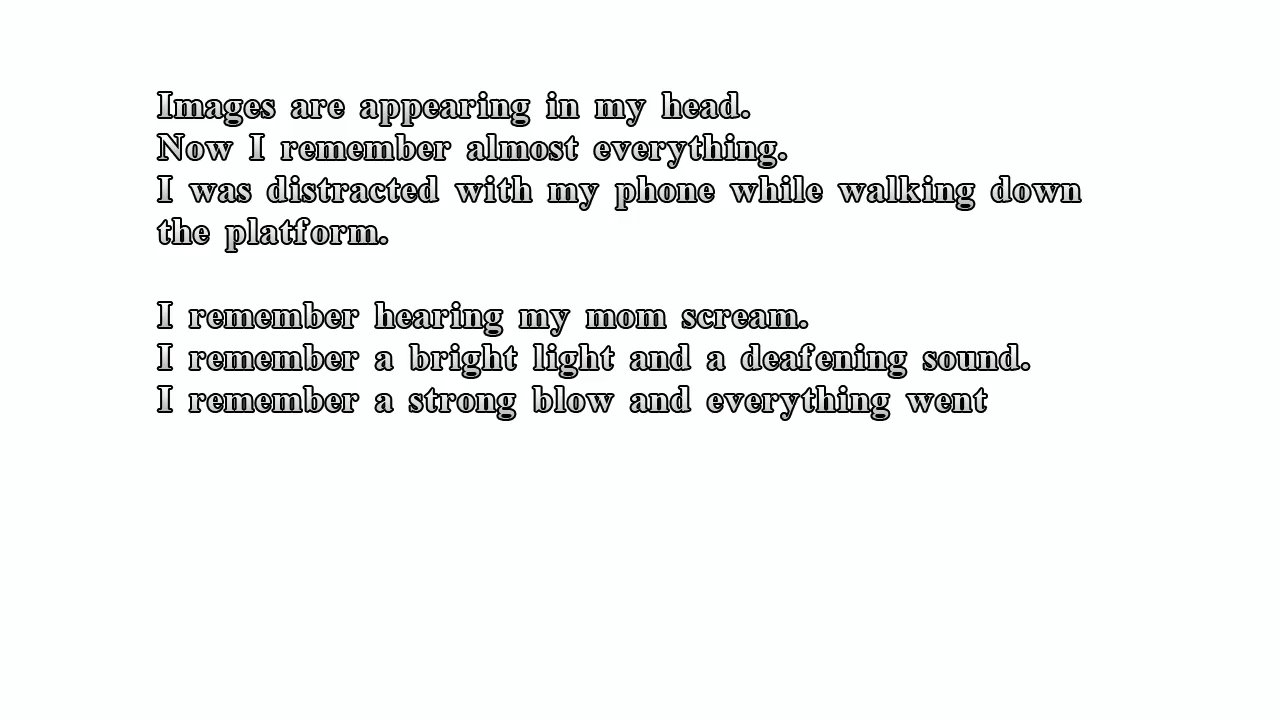 Images are appearing in my head.
Now I remember almost everything.
I was distracted with my phone while walking down
the platform.
I remember hearing my mom scream.
I remember a bright light and a deafening sound.
I remember a strong blow and everything went